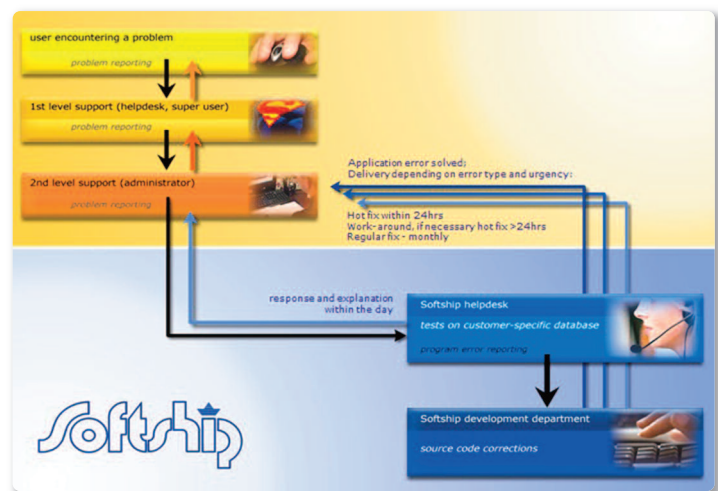 user encountering a problem
problem reporting
1st level support (helpdesk, super user)
problem reporting
2nd level support (administrator)
problem reporting
Application error solved;
Delivery depending on error type and urgency:
Hot fix within 24hrs
Work- around, if necessary hot fix >24hrs
Regular fix - monthly
response and explanation
within the day
Softship helpdesk
tests on customer-specific database
program error reporting
Softship development department
source code corrections
Softship